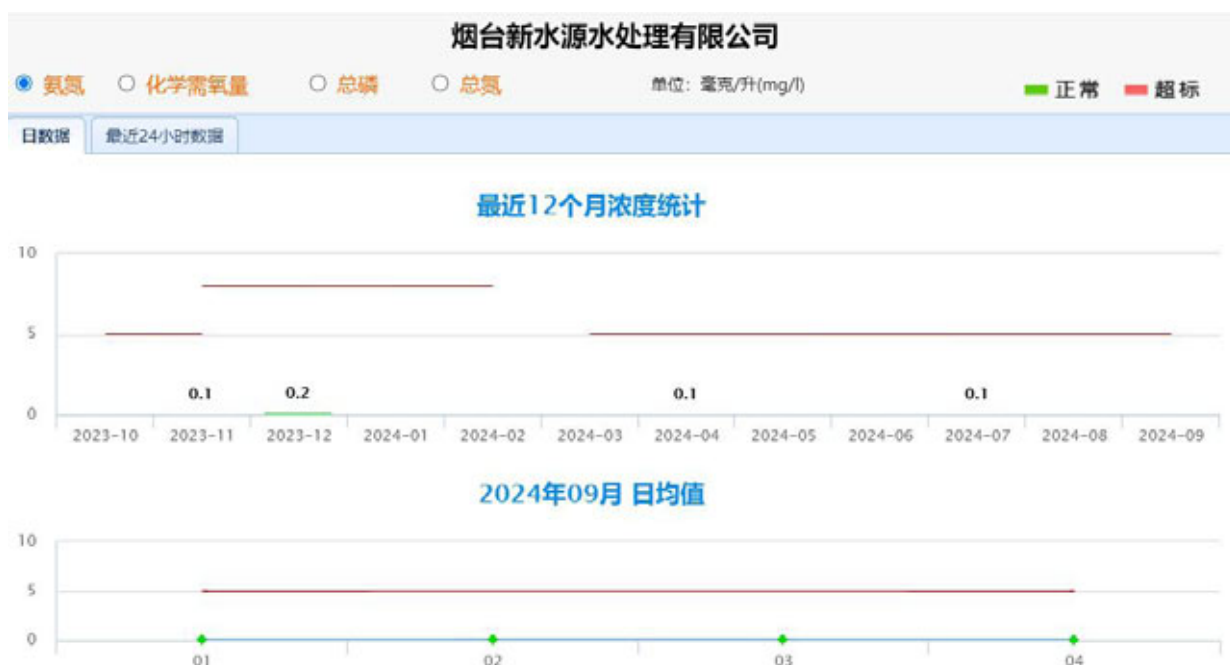 烟台新水源水处理有限公司
氨氮 化学需氧量 总磷 总氮 单位：毫克/升(mg/l) 正常 超标
日数据 最近24小时数据
最近12个月浓度统计
10
5
0.1 0.2 0.1 0.1
0
2023-10 2023-11 2023-12 2024-01 2024-02 2024-03 2024-04 2024-05 2024-06 2024-07 2024-08 2024-09
2024年09月 日均值
10
5
0
01 02 03 04